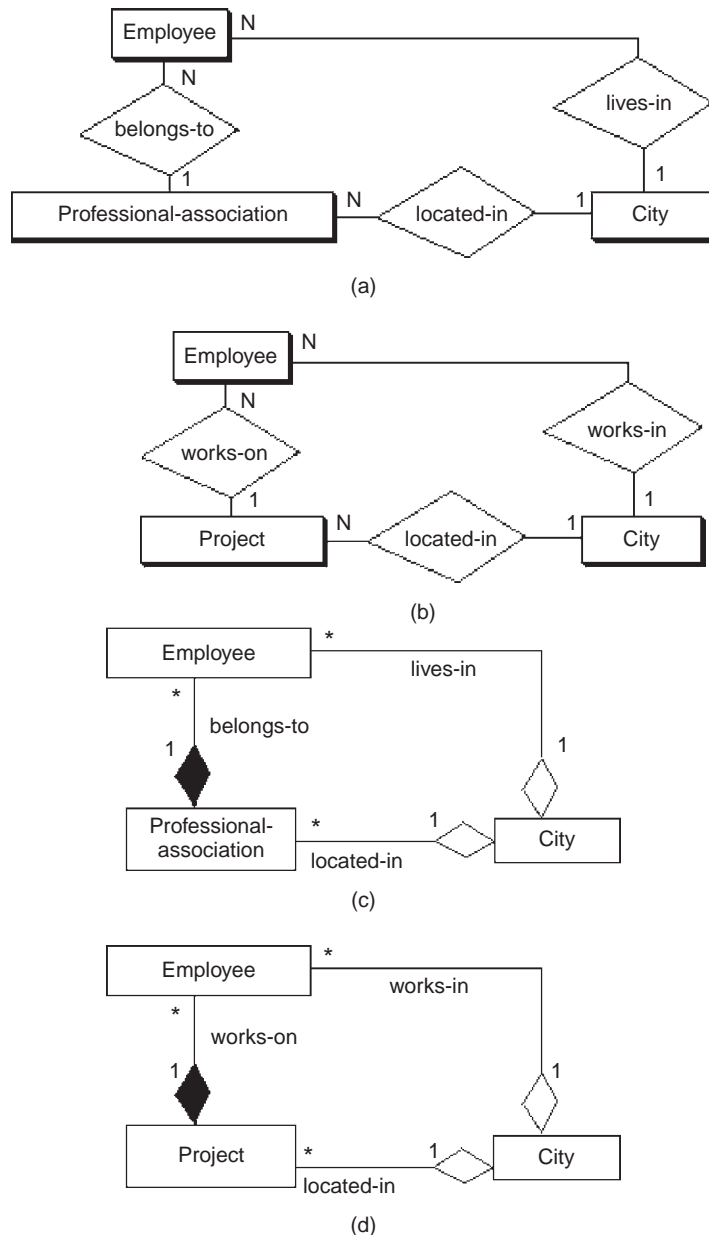 Employee
N
N
belongs-to
lives-in
1
1
Professional-association
N
located-in
1
City
(a)
Employee
N
N
works-on
works-in
1
1
Project
N
located-in
1
City
(b)
Employee
*
lives-in
*
belongs-to
1
1
Professional-
association
*
located-in
1
City
(c)
Employee
*
works-in
*
works-on
1
1
Project
*
located-in
1
City
(d)